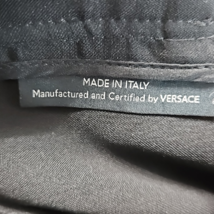 MADE IN ITALY
Manufactured and Certified by VERSACE